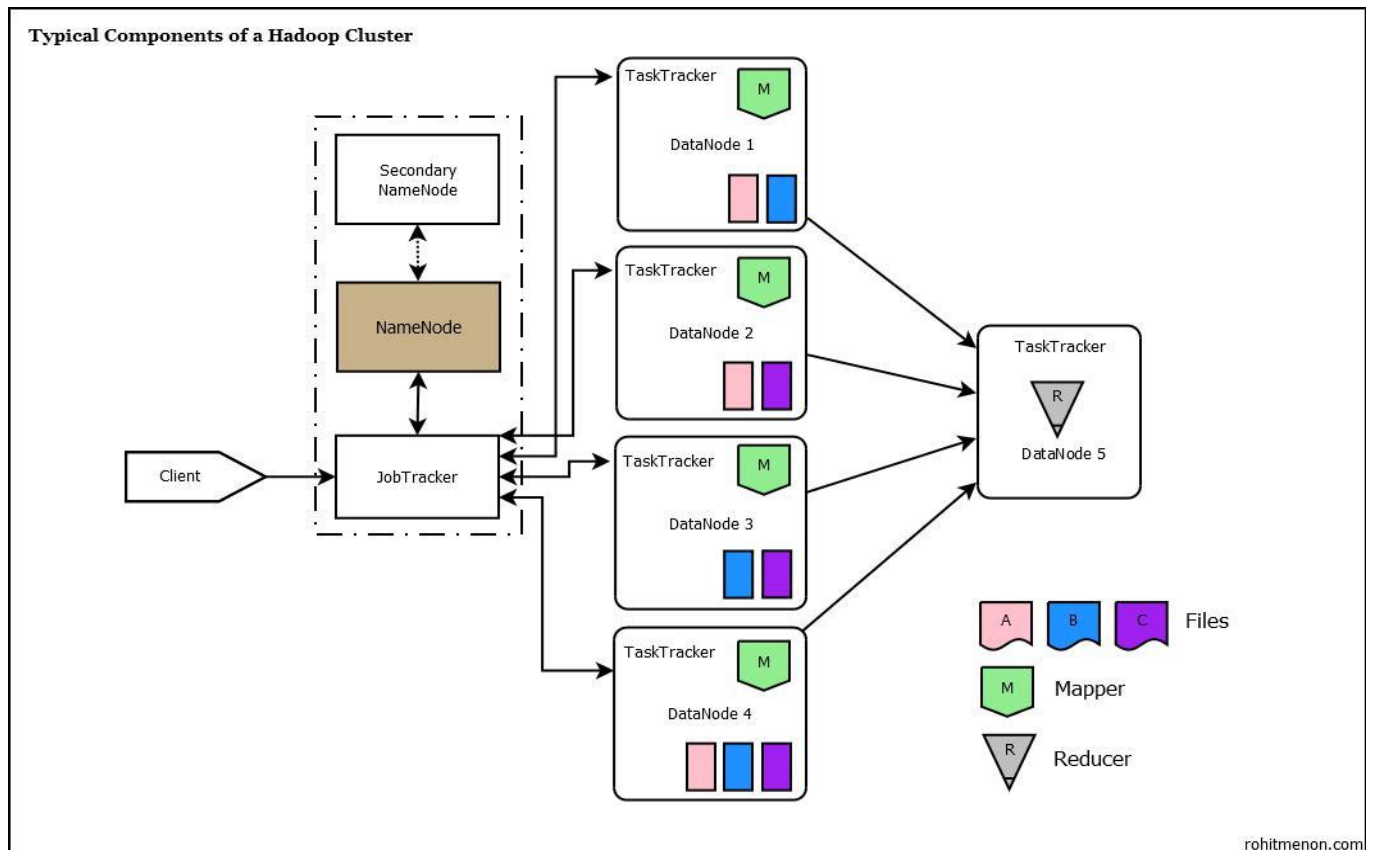 Typical Components of a Hadoop Cluster
Secondary
NameNode
NameNode
Client
JobTracker
TaskTracker
M
DataNode 1
TaskTracker
M
DataNode 2
TaskTracker
M
DataNode 3
TaskTracker
M
DataNode 4
TaskTracker
R
DataNode 5
A B C Files
M Mapper
R Reducer
rohitmenon.com